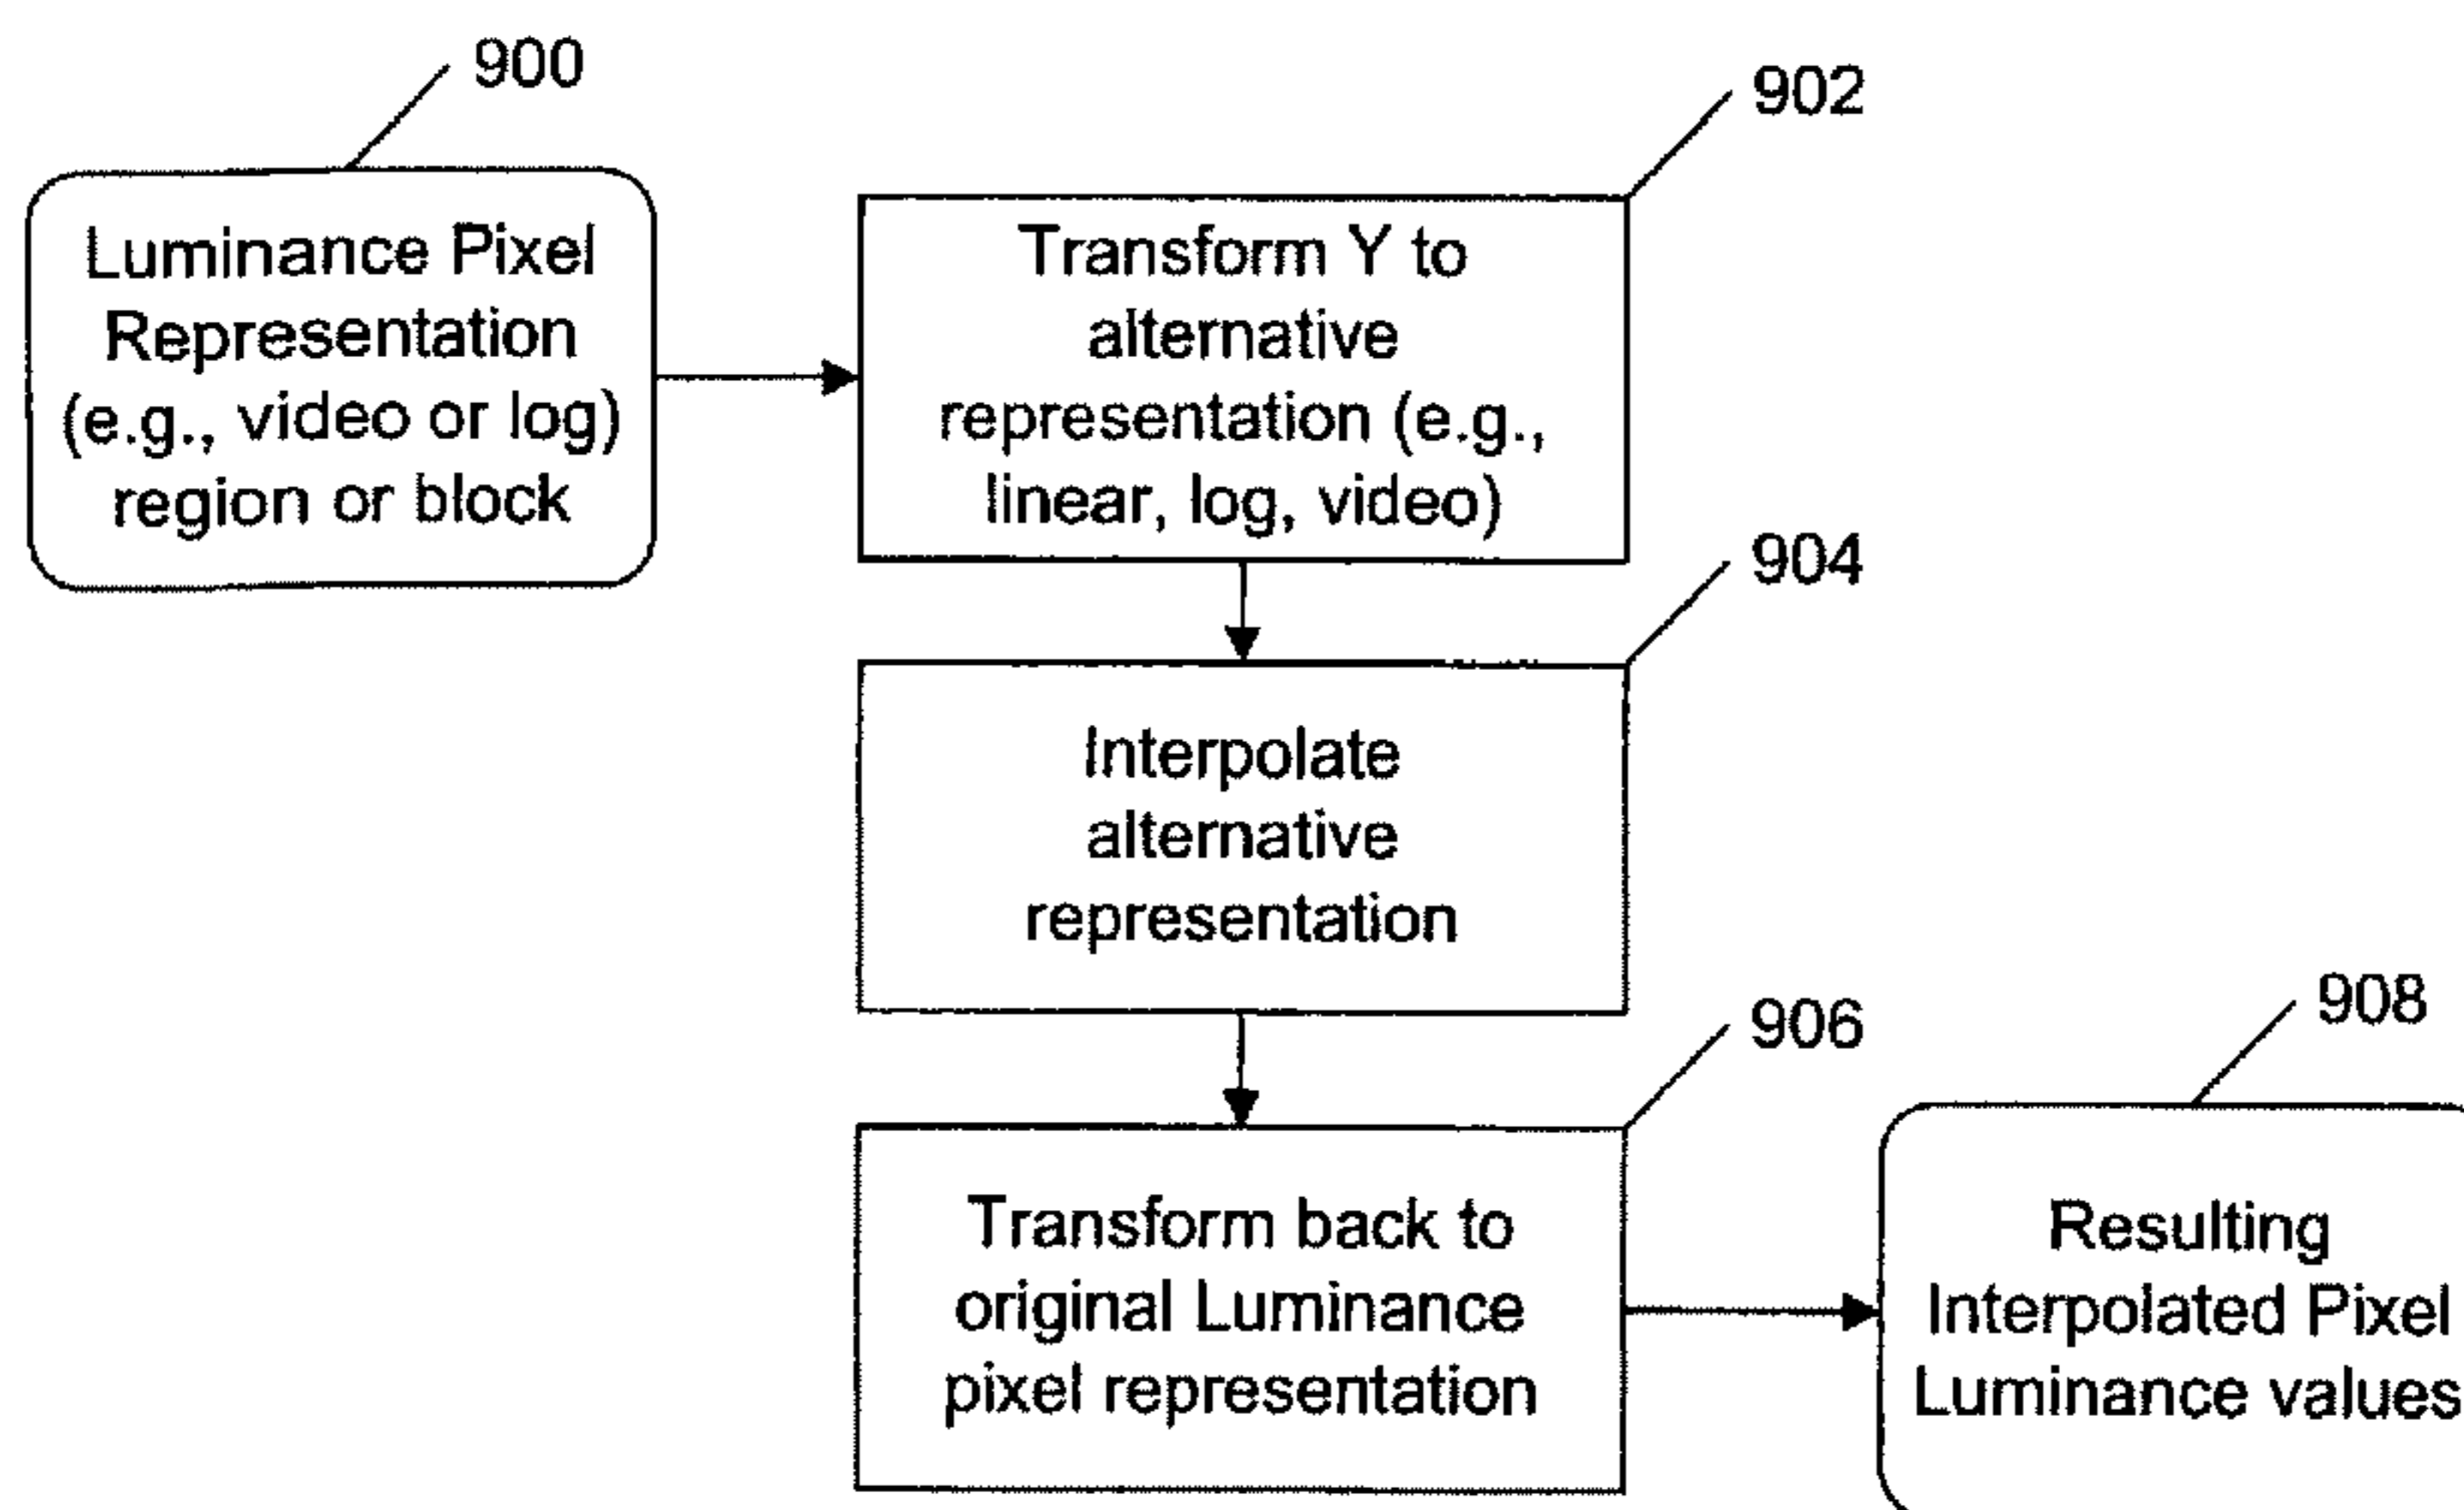 900
Luminance Pixel
Representation
(e.g., video or log)
region or block
902
Transform Y to
alternative
representation (e.g.,
linear, log, video)
904
Interpolate
alternative
representation
906
Transform back to
original Luminance
pixel representation
908
Resulting
Interpolated Pixel
Luminance values